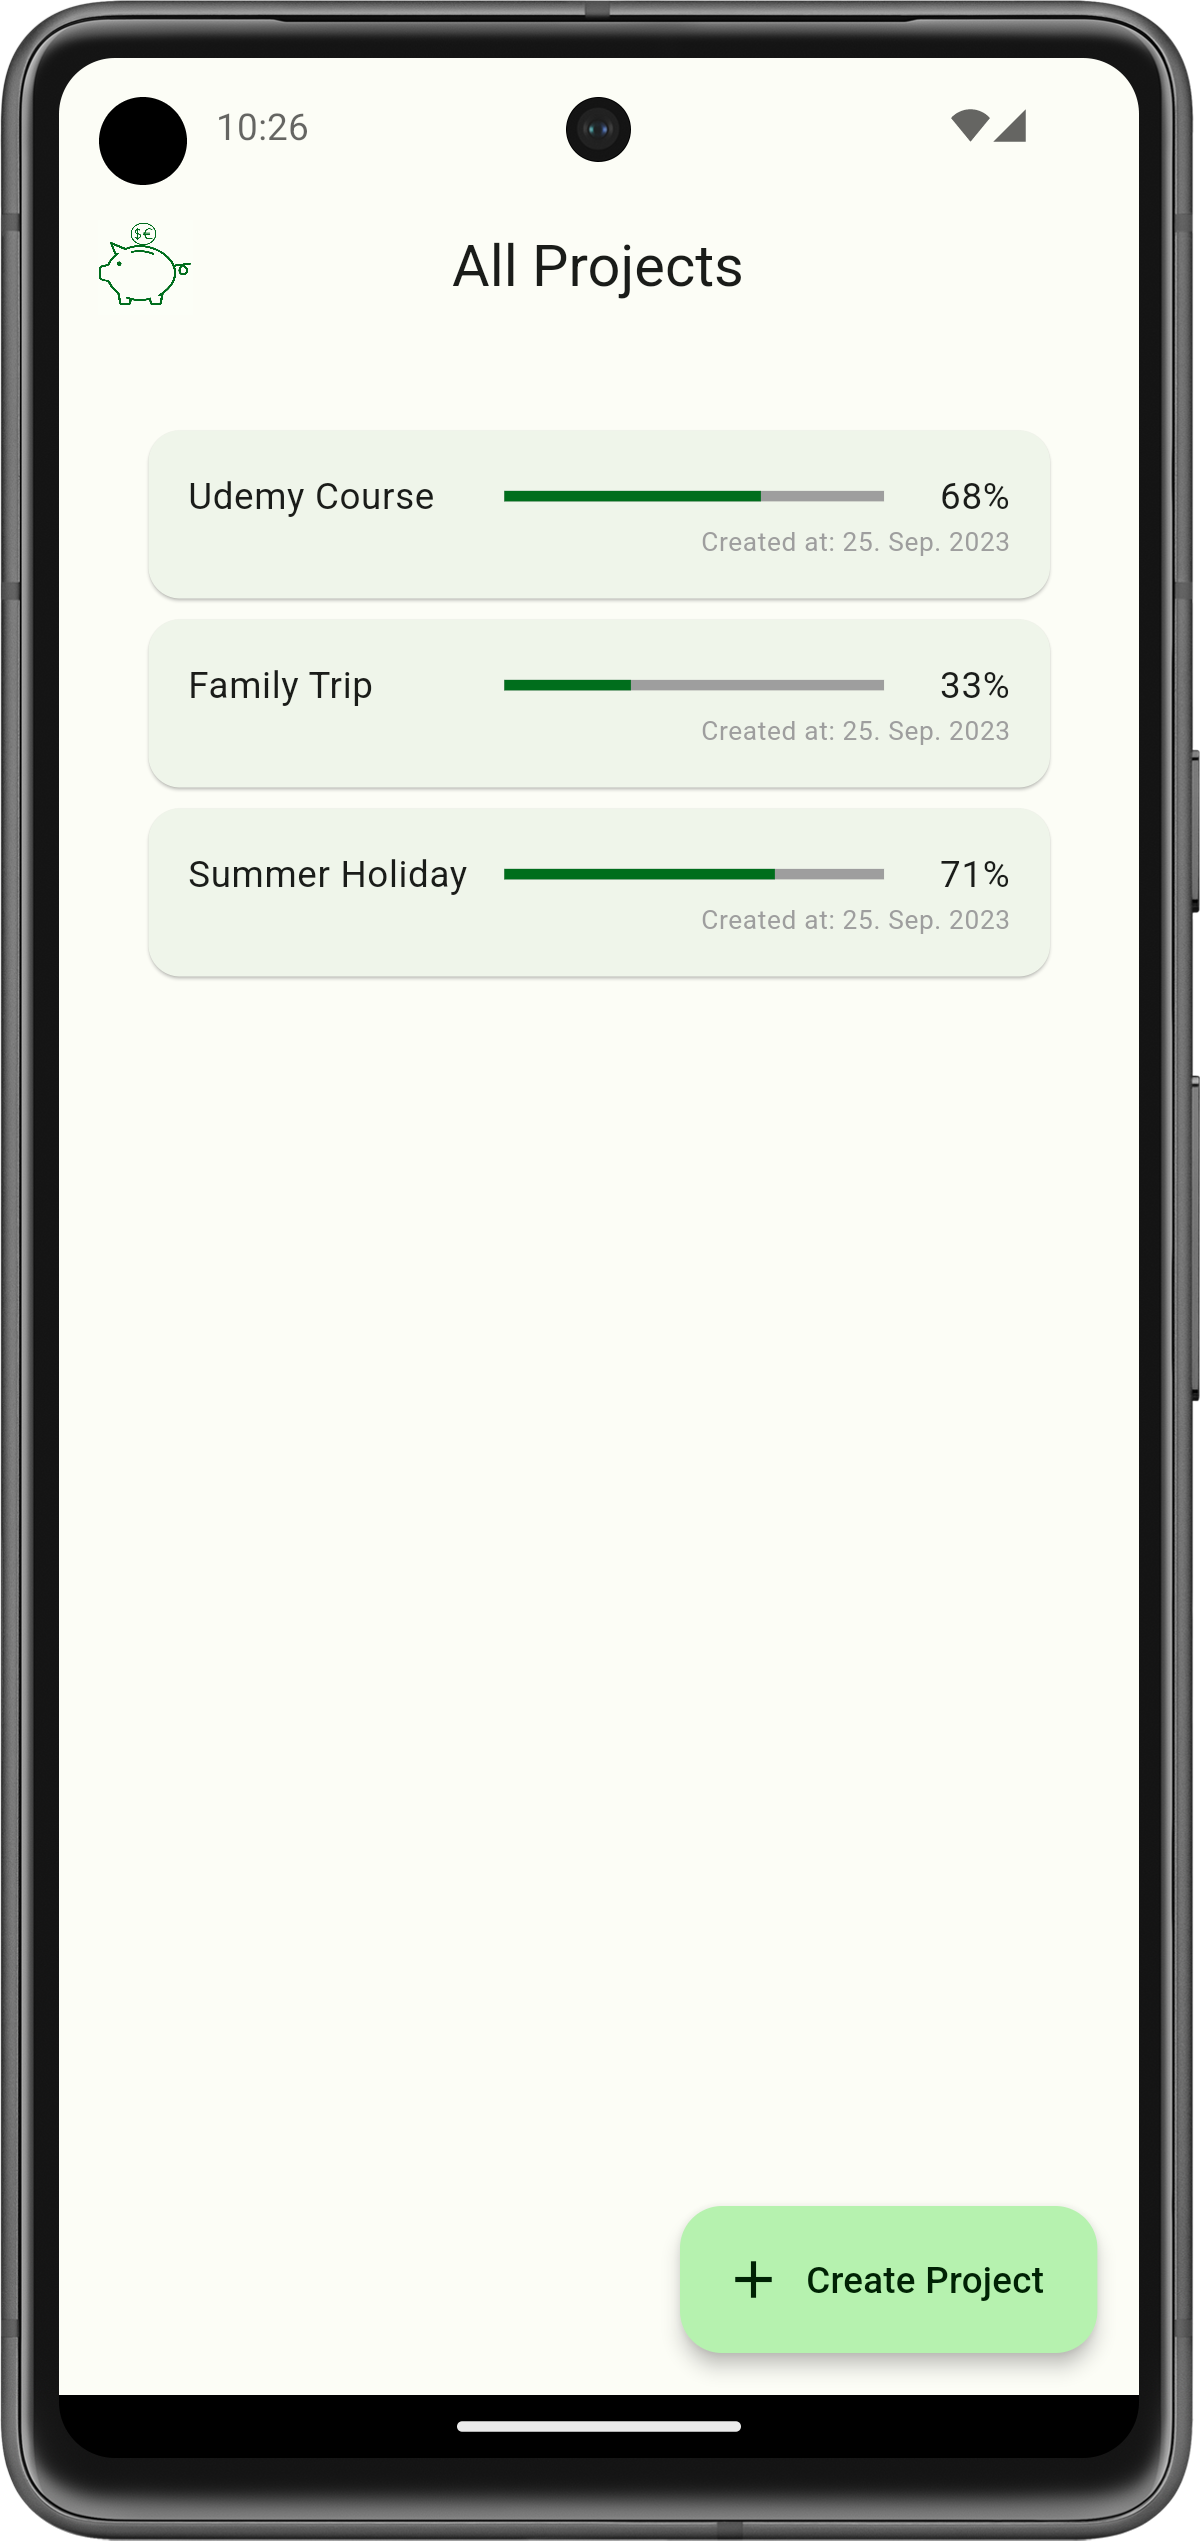 10:26
$€
All Projects
Udemy Course 68%
Created at: 25. Sep. 2023
Family Trip 33%
Created at: 25. Sep. 2023
Summer Holiday 71%
Created at: 25. Sep. 2023
Create Project